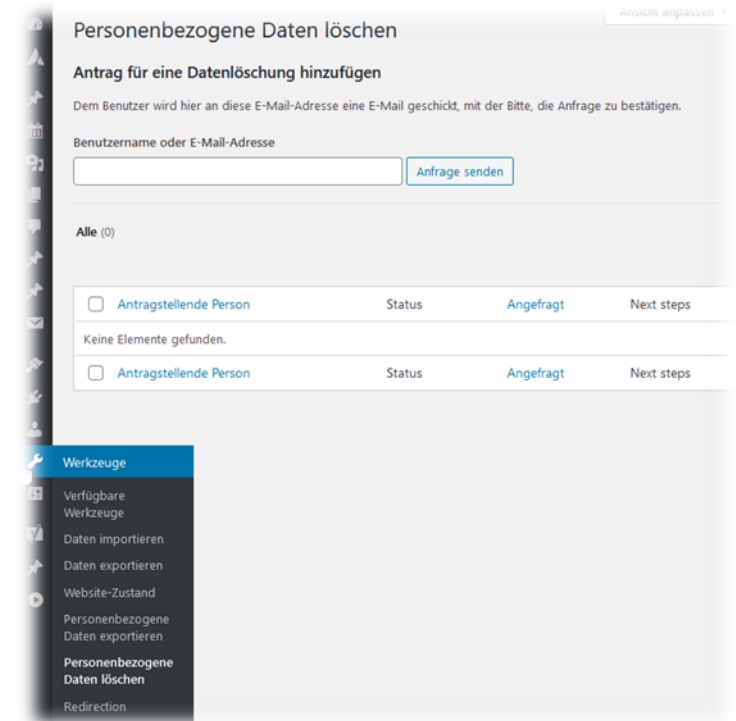 Ansicht anpassen
Personenbezogene Daten löschen
Antrag für eine Datenlöschung hinzufügen
Dem Benutzer wird hier an diese E-Mail-Adresse eine E-Mail geschickt, mit der Bitte, die Anfrage zu bestätigen.
Benutzername oder E-Mail-Adresse
Anfrage senden
Alle (0)
Antragstellende Person Status Angefragt Next steps
Keine Elemente gefunden.
Antragstellende Person Status Angefragt Next steps
Werkzeuge
Verfügbare
Werkzeuge
Daten importieren
Daten exportieren
Website-Zustand
Personenbezogene
Daten exportieren
Personenbezogene
Daten löschen
Redirection